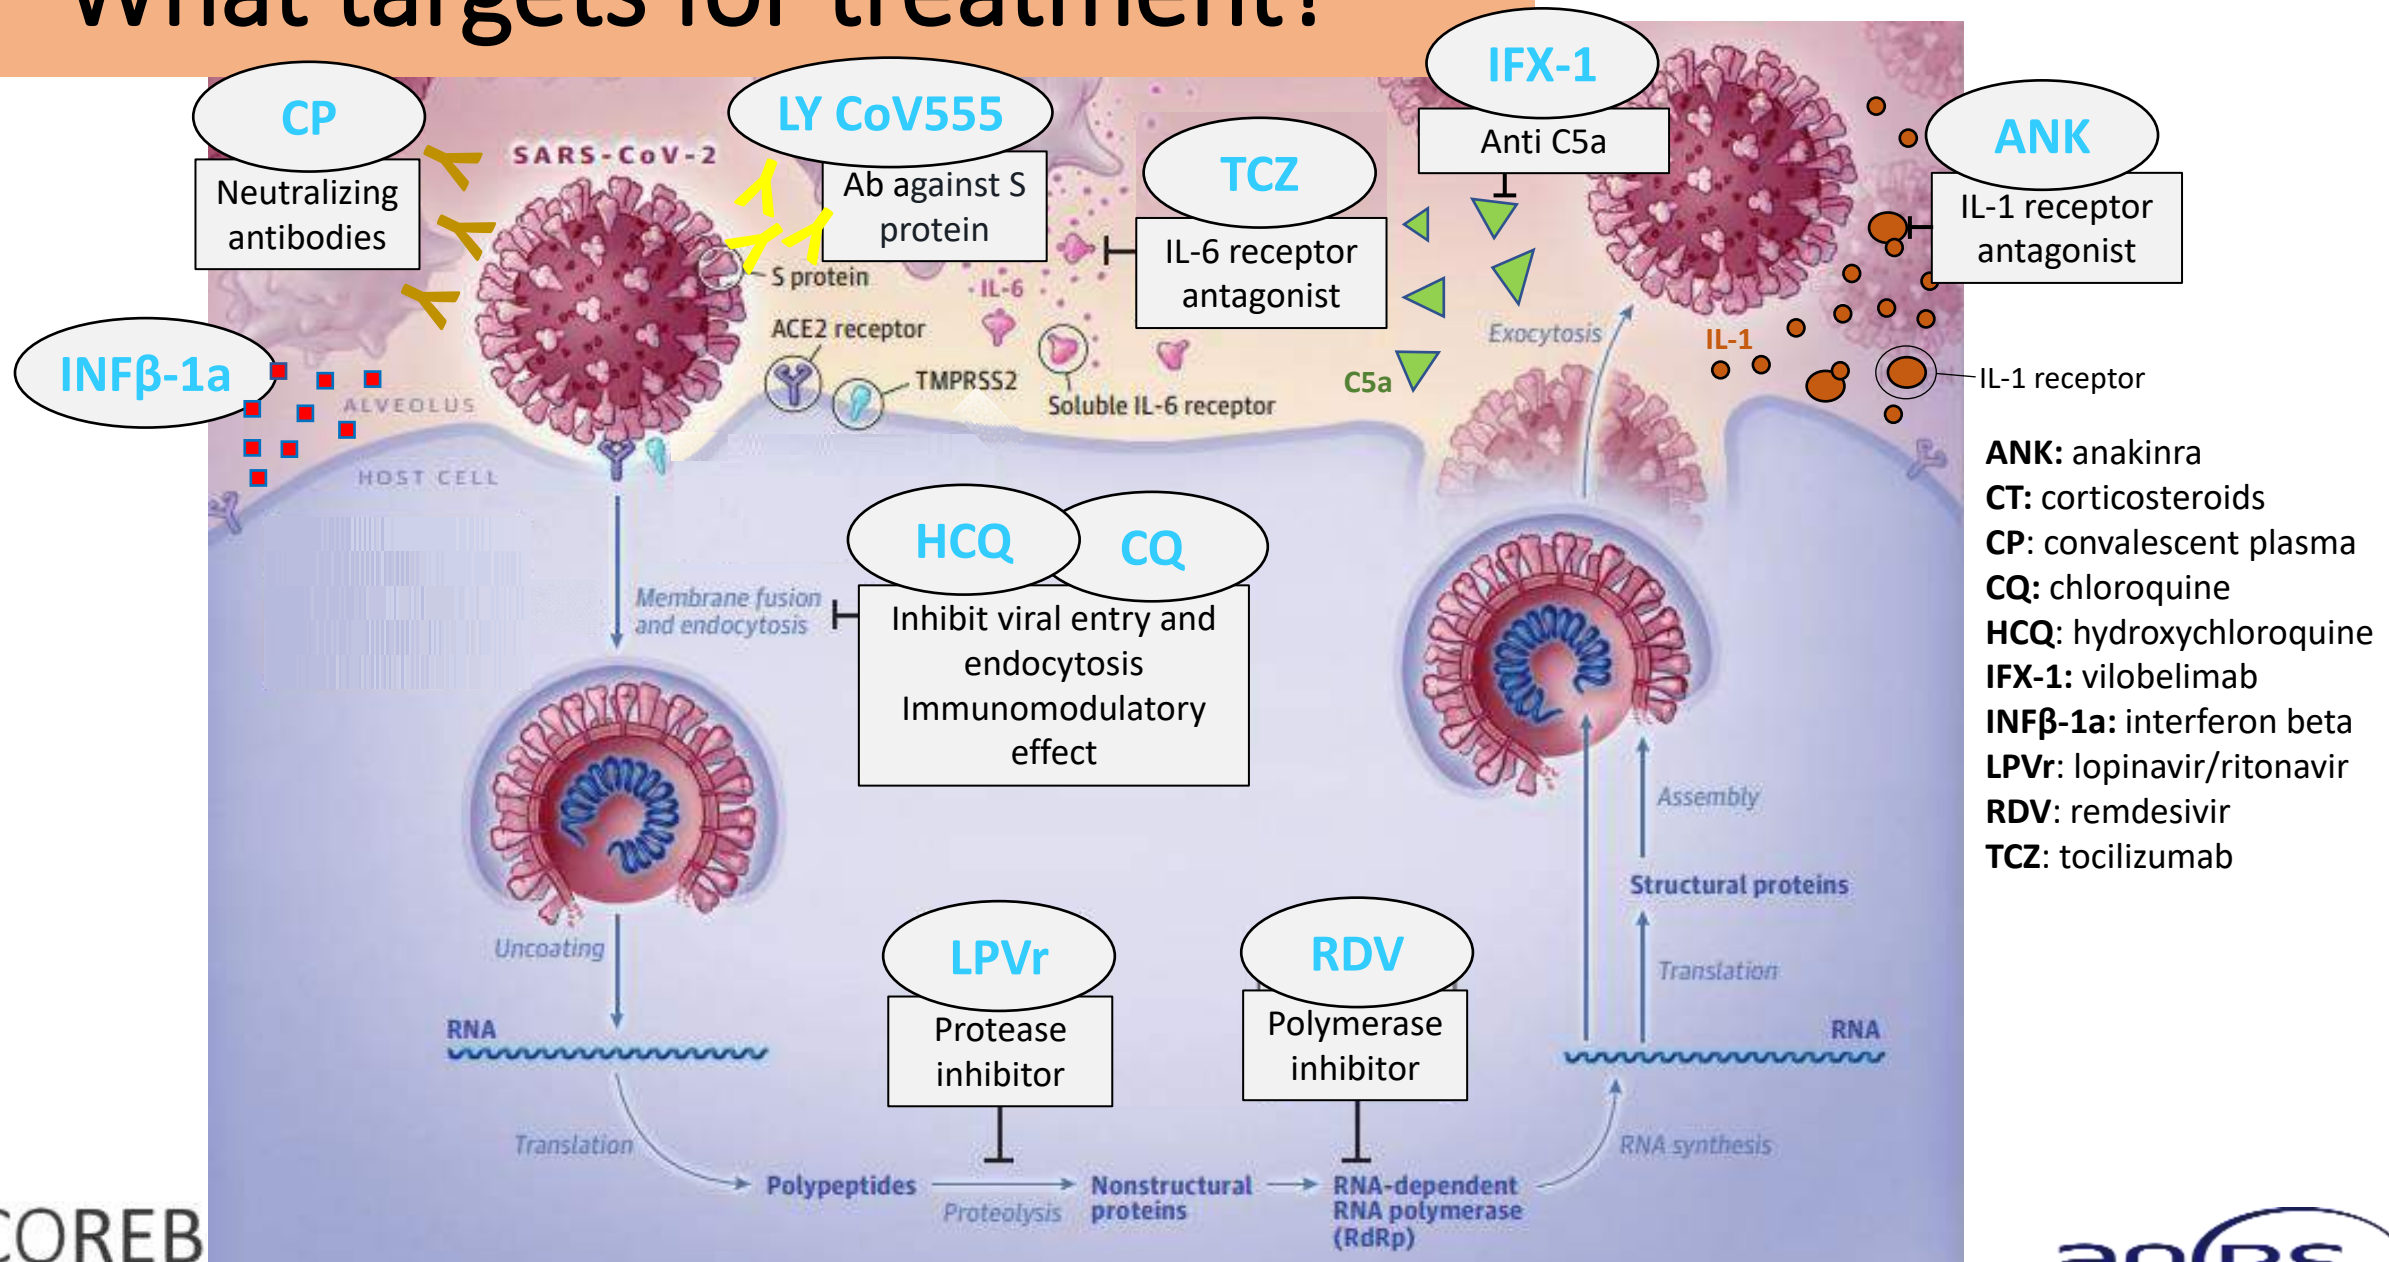 What targets for treatment?
CP
Neutralizing
antibodies
SARS-CoV-2
LY CoV555
Ab against S
protein
S protein
ACE2 receptor
TMPRSS2
IL-6
Soluble IL-6 receptor
TCZ
IL-6 receptor
antagonist
IFX-1
Anti C5a
C5a
Exocytosis
ANK
IL-1 receptor
antagonist
IL-1
IL-1 receptor
INFβ-1a
ALVEOLUS
HOST CELL
HCQ
CQ
Inhibit viral entry and
endocytosis
Immunomodulatory
effect
Membrane fusion
and endocytosis
ANK: anakinra
CT: corticosteroids
CP: convalescent plasma
CQ: chloroquine
HCQ: hydroxychloroquine
IFX-1: vilobelimab
INFβ-1a: interferon beta
LPVr: lopinavir/ritonavir
RDV: remdesivir
TCZ: tocilizumab
Uncoating
RNA
Translation
LPVr
Protease
inhibitor
RDV
Polymerase
inhibitor
Polypeptides
Proteolysis
Nonstructural
proteins
RNA-dependent
RNA polymerase
(RdRp)
RNA synthesis
RNA
Translation
Structural proteins
Assembly
COREB